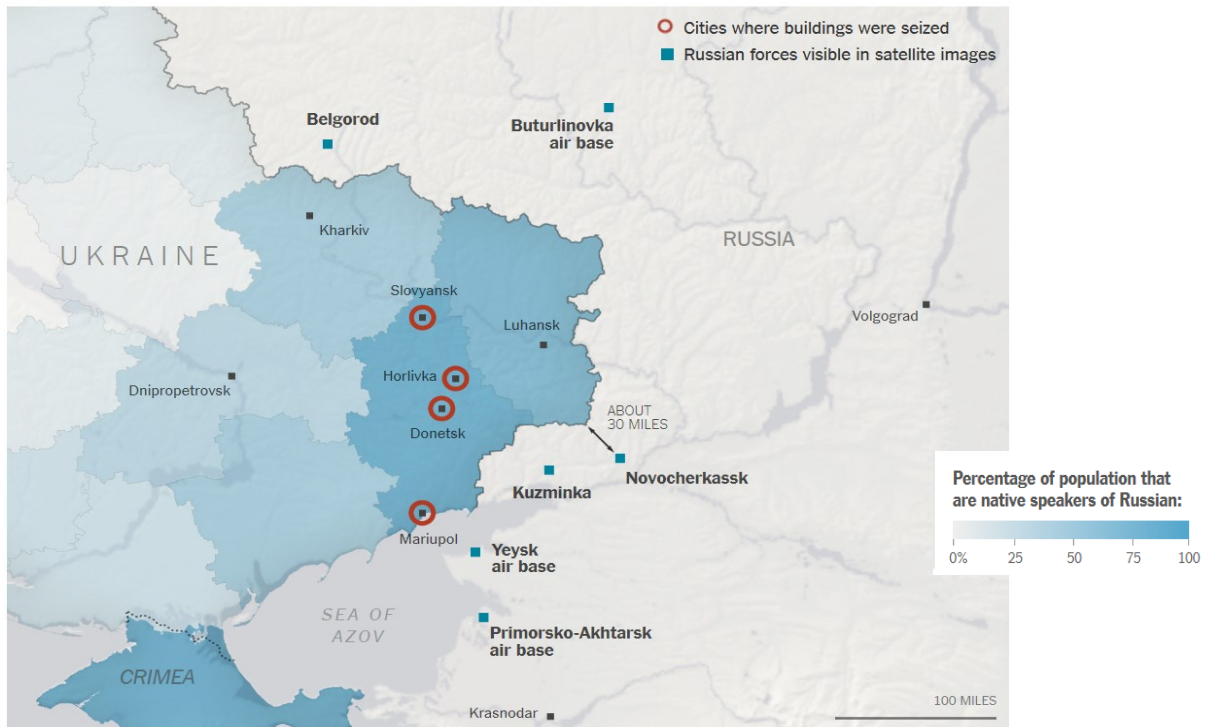 Cities where buildings were seized
Russian forces visible in satellite images
Belgorod
Buturlinovka
air base
Kharkiv
UKRAINE
RUSSIA
Slovyansk
Luhansk
Volgograd
Horlivka
Dnipropetrovsk
Donetsk
ABOUT
30 MILES
Novocherkassk
Kuzminka
Mariupol
Yeysk
air base
SEA OF
AZOV
Primorsko-Akhtarsk
air base
CRIMEA
Krasnodar
100 MILES
Percentage of population that
are native speakers of Russian:
0% 25 50 75 100